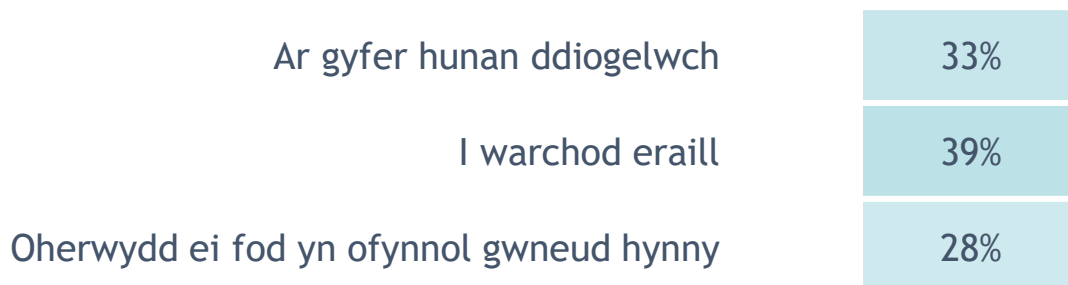 Ar gyfer hunan ddiogelwch 33%
I warchod eraill 39%
Oherwydd ei fod yn ofynnol gwneud hynny 28%